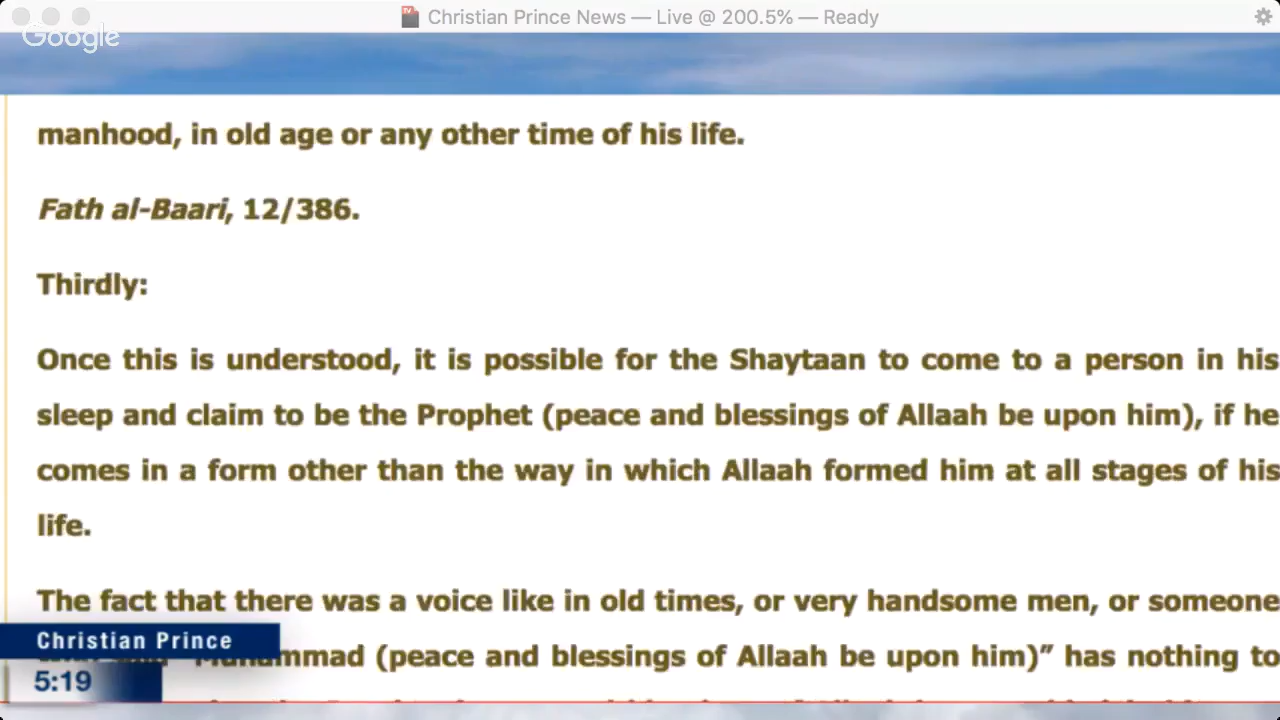 Christian Prince News — Live @ 200.5% — Ready
Google
manhood, in old age or any other time of his life.
Fath al-Baari, 12/386.
Thirdly:
Once this is understood, it is possible for the Shaytaan to come to a person in his
sleep and claim to be the Prophet (peace and blessings of Allaah be upon him), if he
comes in a form other than the way in which Allaah formed him at all stages of his
life.
The fact that there was a voice like in old times, or very handsome men, or someone
Christian Prince
Muhammad (peace and blessings of Allaah be upon him)” has nothing to
5:19